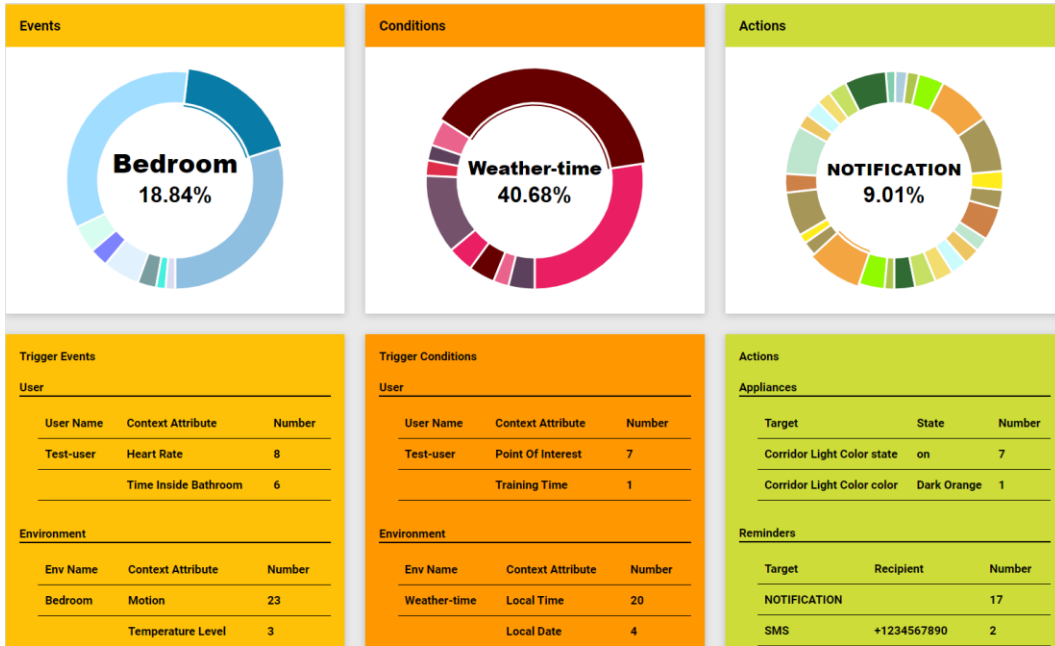 Events
Bedroom
18.84%
Conditions
Weather-time
40.68%
Actions
NOTIFICATION
9.01%
Trigger Events
User
User Name Context Attribute Number
Test-user Heart Rate 8
Time Inside Bathroom 6
Environment
Env Name Context Attribute Number
Bedroom Motion 23
Temperature Level 3
Trigger Conditions
User
User Name Context Attribute Number
Test-user Point Of Interest 7
Training Time 1
Environment
Env Name Context Attribute Number
Weather-time Local Time 20
Local Date 4
Actions
Appliances
Target State Number
Corridor Light Color state on 7
Corridor Light Color color Dark Orange 1
Reminders
Target Recipient Number
NOTIFICATION 17
SMS +1234567890 2